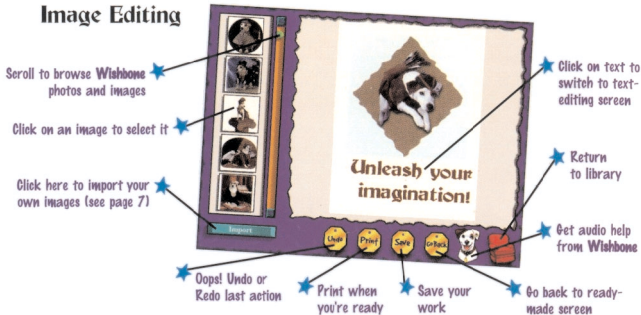 Image Editing
Scroll to browse Wishbone
photos and images
Click on an image to select it
Click here to import your
own images (see page 7)
Import
Unleash your
imagination!
Undo
Print
Save
Go Back
Click on text to
switch to text-
editing screen
Return
to library
Get audio help
from Wishbone
Oops! Undo or
Redo last action
Print when
you're ready
Save your
work
Go back to ready-
made screen